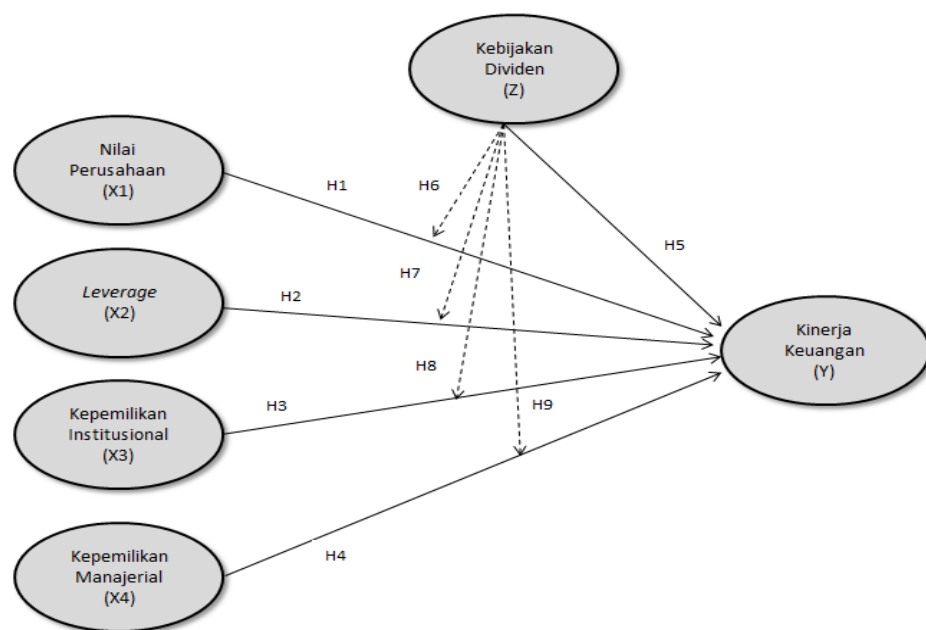 Kebijakan
Dividen
(Z)
Nilai
Perusahaan
(X1)
H1
H6
H5
Leverage
(X2)
H2
H7
Kinerja
Keuangan
(Y)
H8
Kepemilikan
Institusional
(X3)
H3
H9
Kepemilikan
Manajerial
(X4)
H4